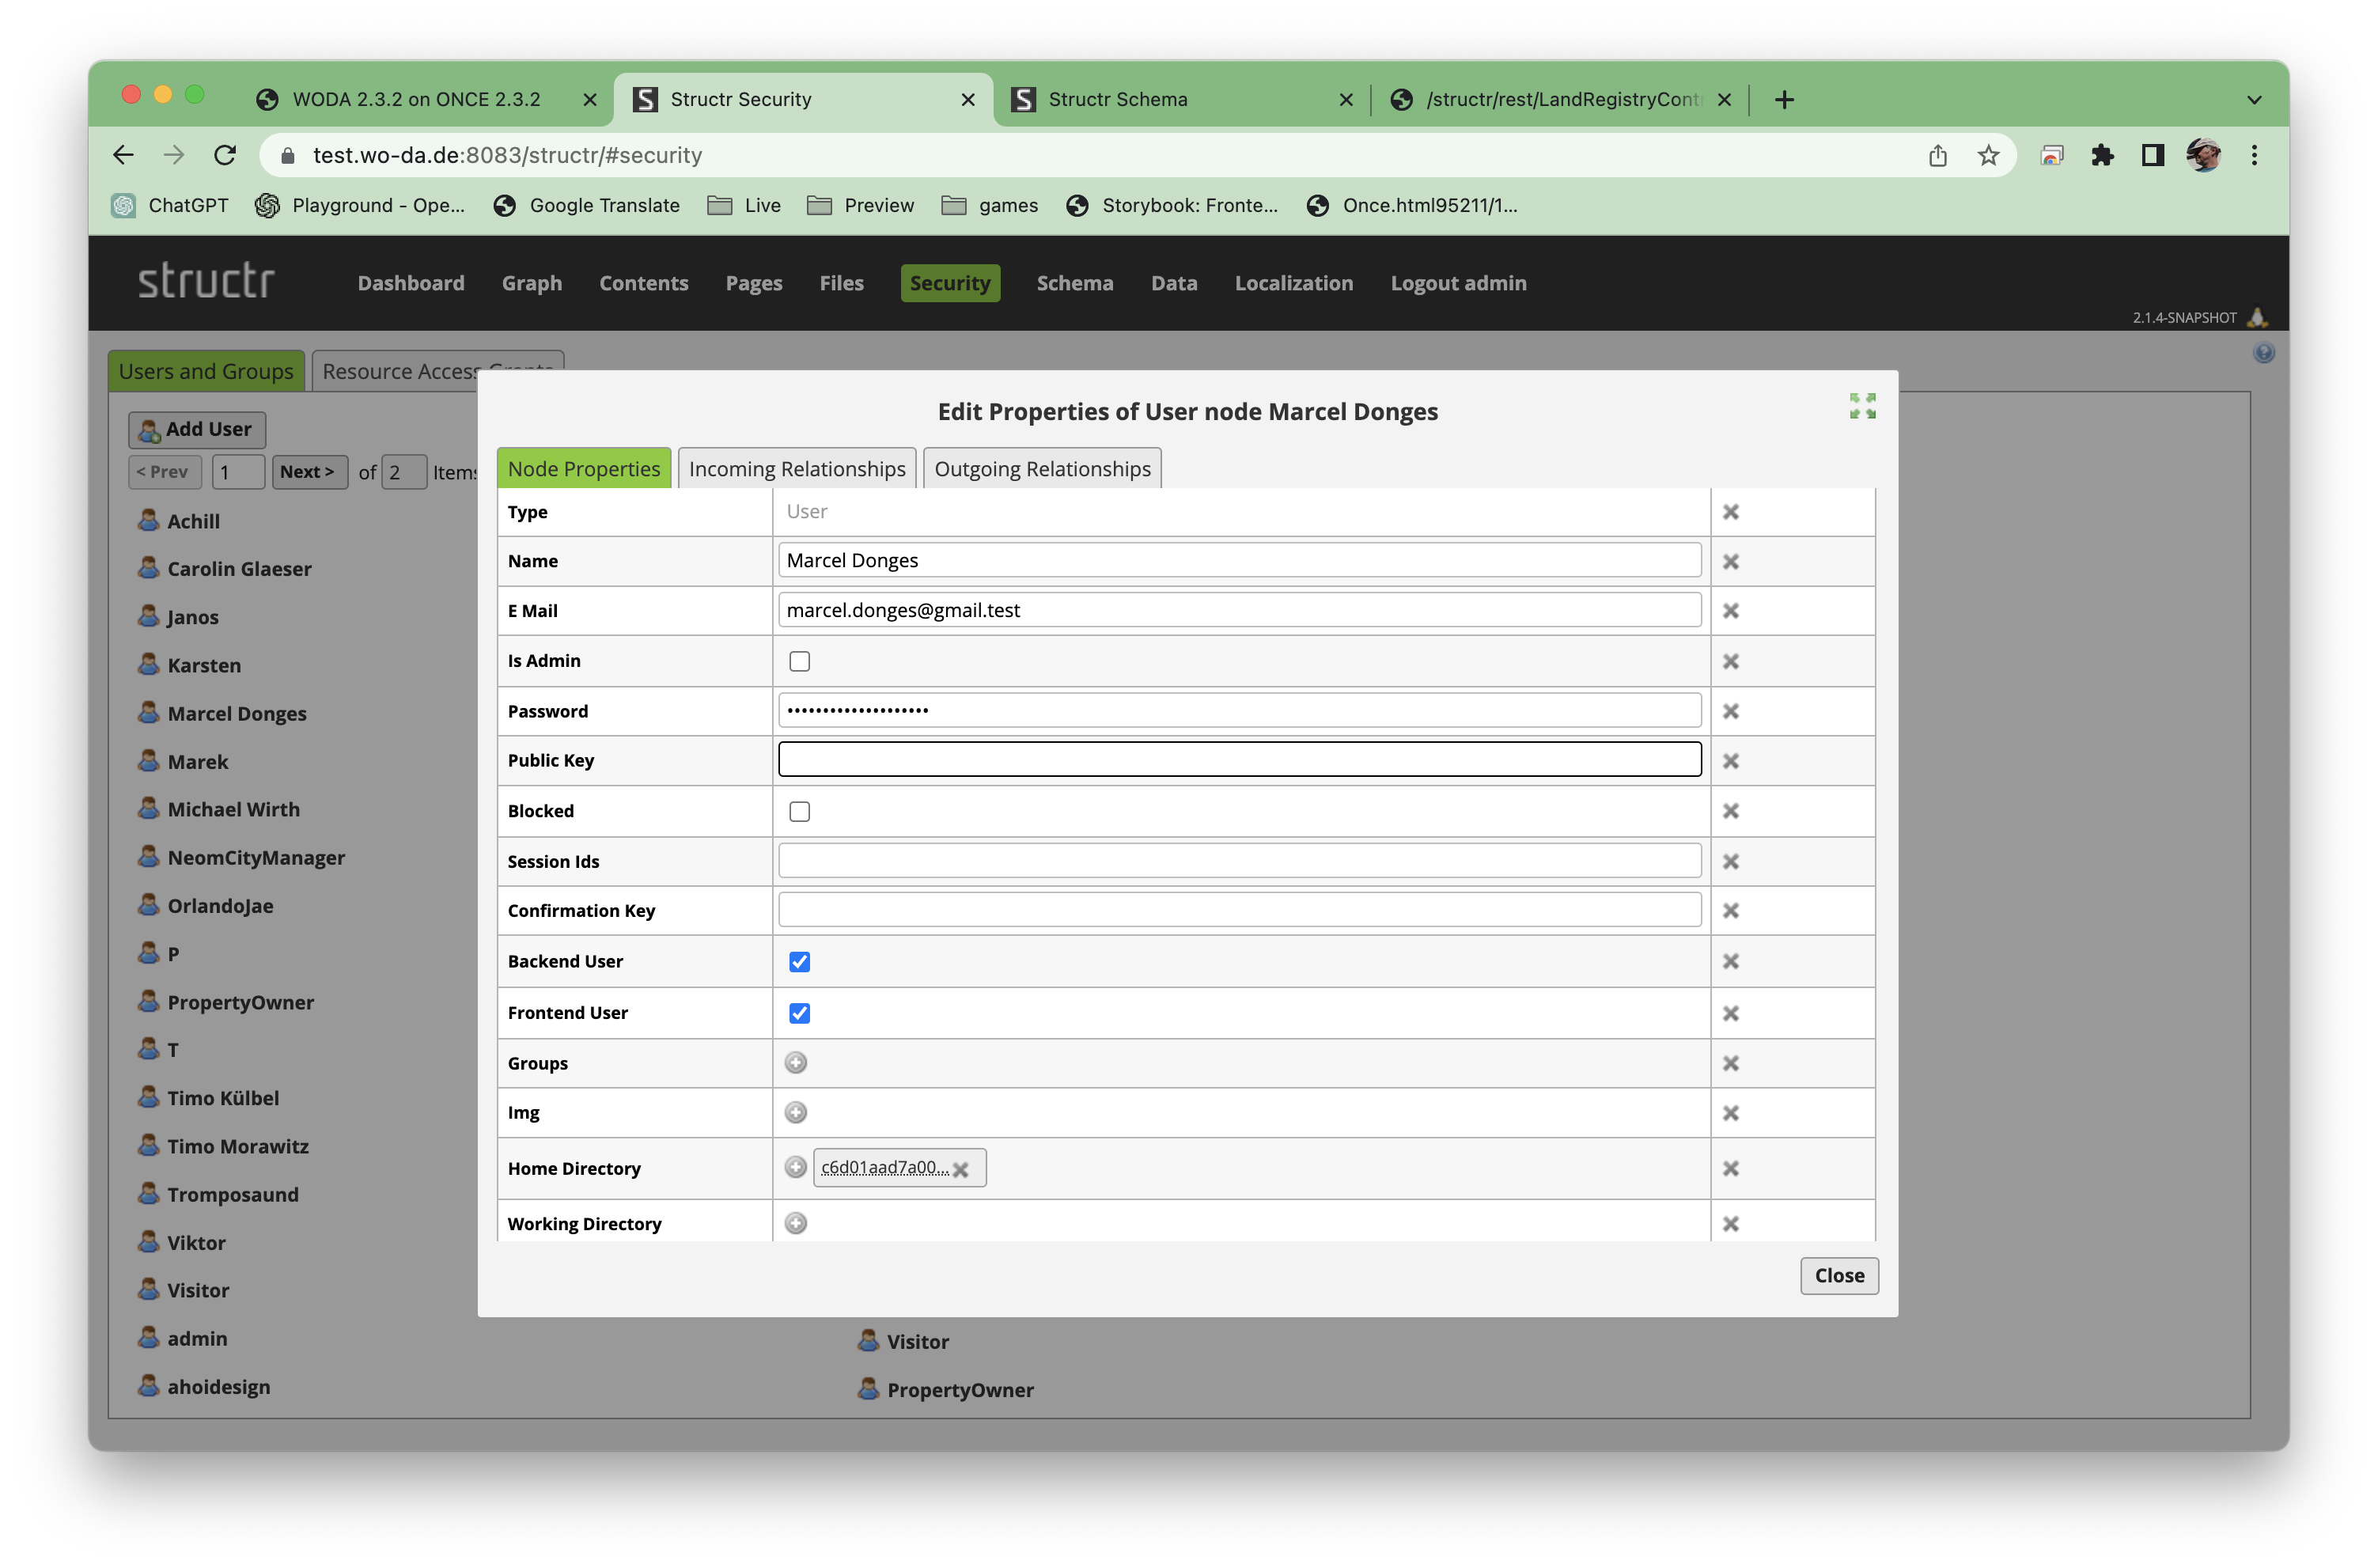 WODA 2.3.2 on ONCE 2.3.2
Structr Security
Structr Schema
/structr/rest/LandRegistryCont
test.wo-da.de:8083/structr/#security
ChatGPT
Playground - Ope...
Google Translate
Live
Preview
games
Storybook: Fronte...
Once.html95211/1...
structr
Dashboard
Graph
Contents
Pages
Files
Security
Schema
Data
Localization
Logout admin
2.1.4-SNAPSHOT
Users and Groups
Resource Access Grants
Add User
< Prev
1
Next >
of
2
Items
Achill
Carolin Glaeser
Janos
Karsten
Marcel Donges
Marek
Michael Wirth
NeomCityManager
OrlandoJae
P
PropertyOwner
T
Timo Külbel
Timo Morawitz
Tromposaund
Viktor
Visitor
admin
ahoidesign
Visitor
PropertyOwner
Edit Properties of User node Marcel Donges
Node Properties
Incoming Relationships
Outgoing Relationships
Type
User
Name
Marcel Donges
E Mail
marcel.donges@gmail.test
Is Admin
Password
••••••••••••••••••••
Public Key
Blocked
Session Ids
Confirmation Key
Backend User
Frontend User
Groups
Img
Home Directory
c6d01aad7a00...
Working Directory
Close